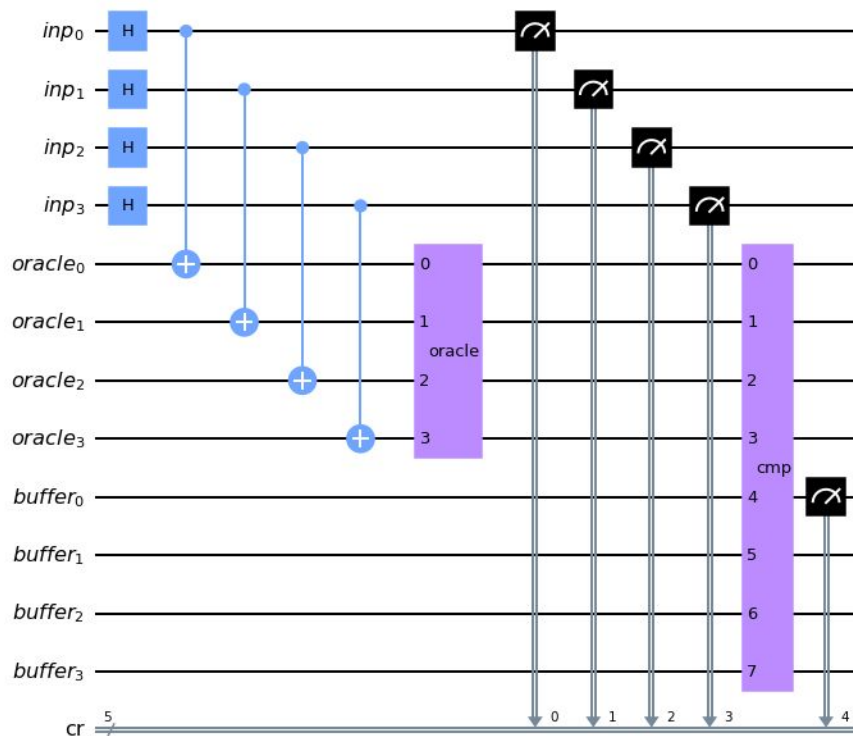 inp₀ H
inp₁ H
inp₂ H
inp₃ H
oracle₀ 0 0
oracle₁ 1 1
oracle
oracle₂ 2 2
oracle₃ 3 3
cmp
buffer₀ 4
buffer₁ 5
buffer₂ 6
buffer₃ 7
5 0 1 2 3 4
cr